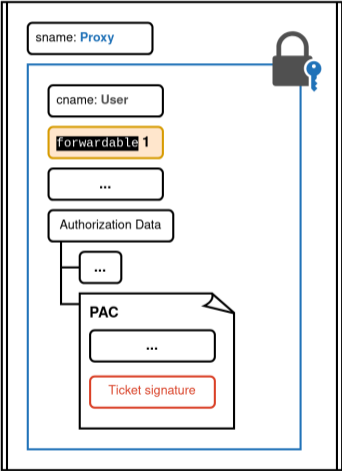 sname: Proxy
cname: User
forwardable 1
...
Authorization Data
...
PAC
...
Ticket signature